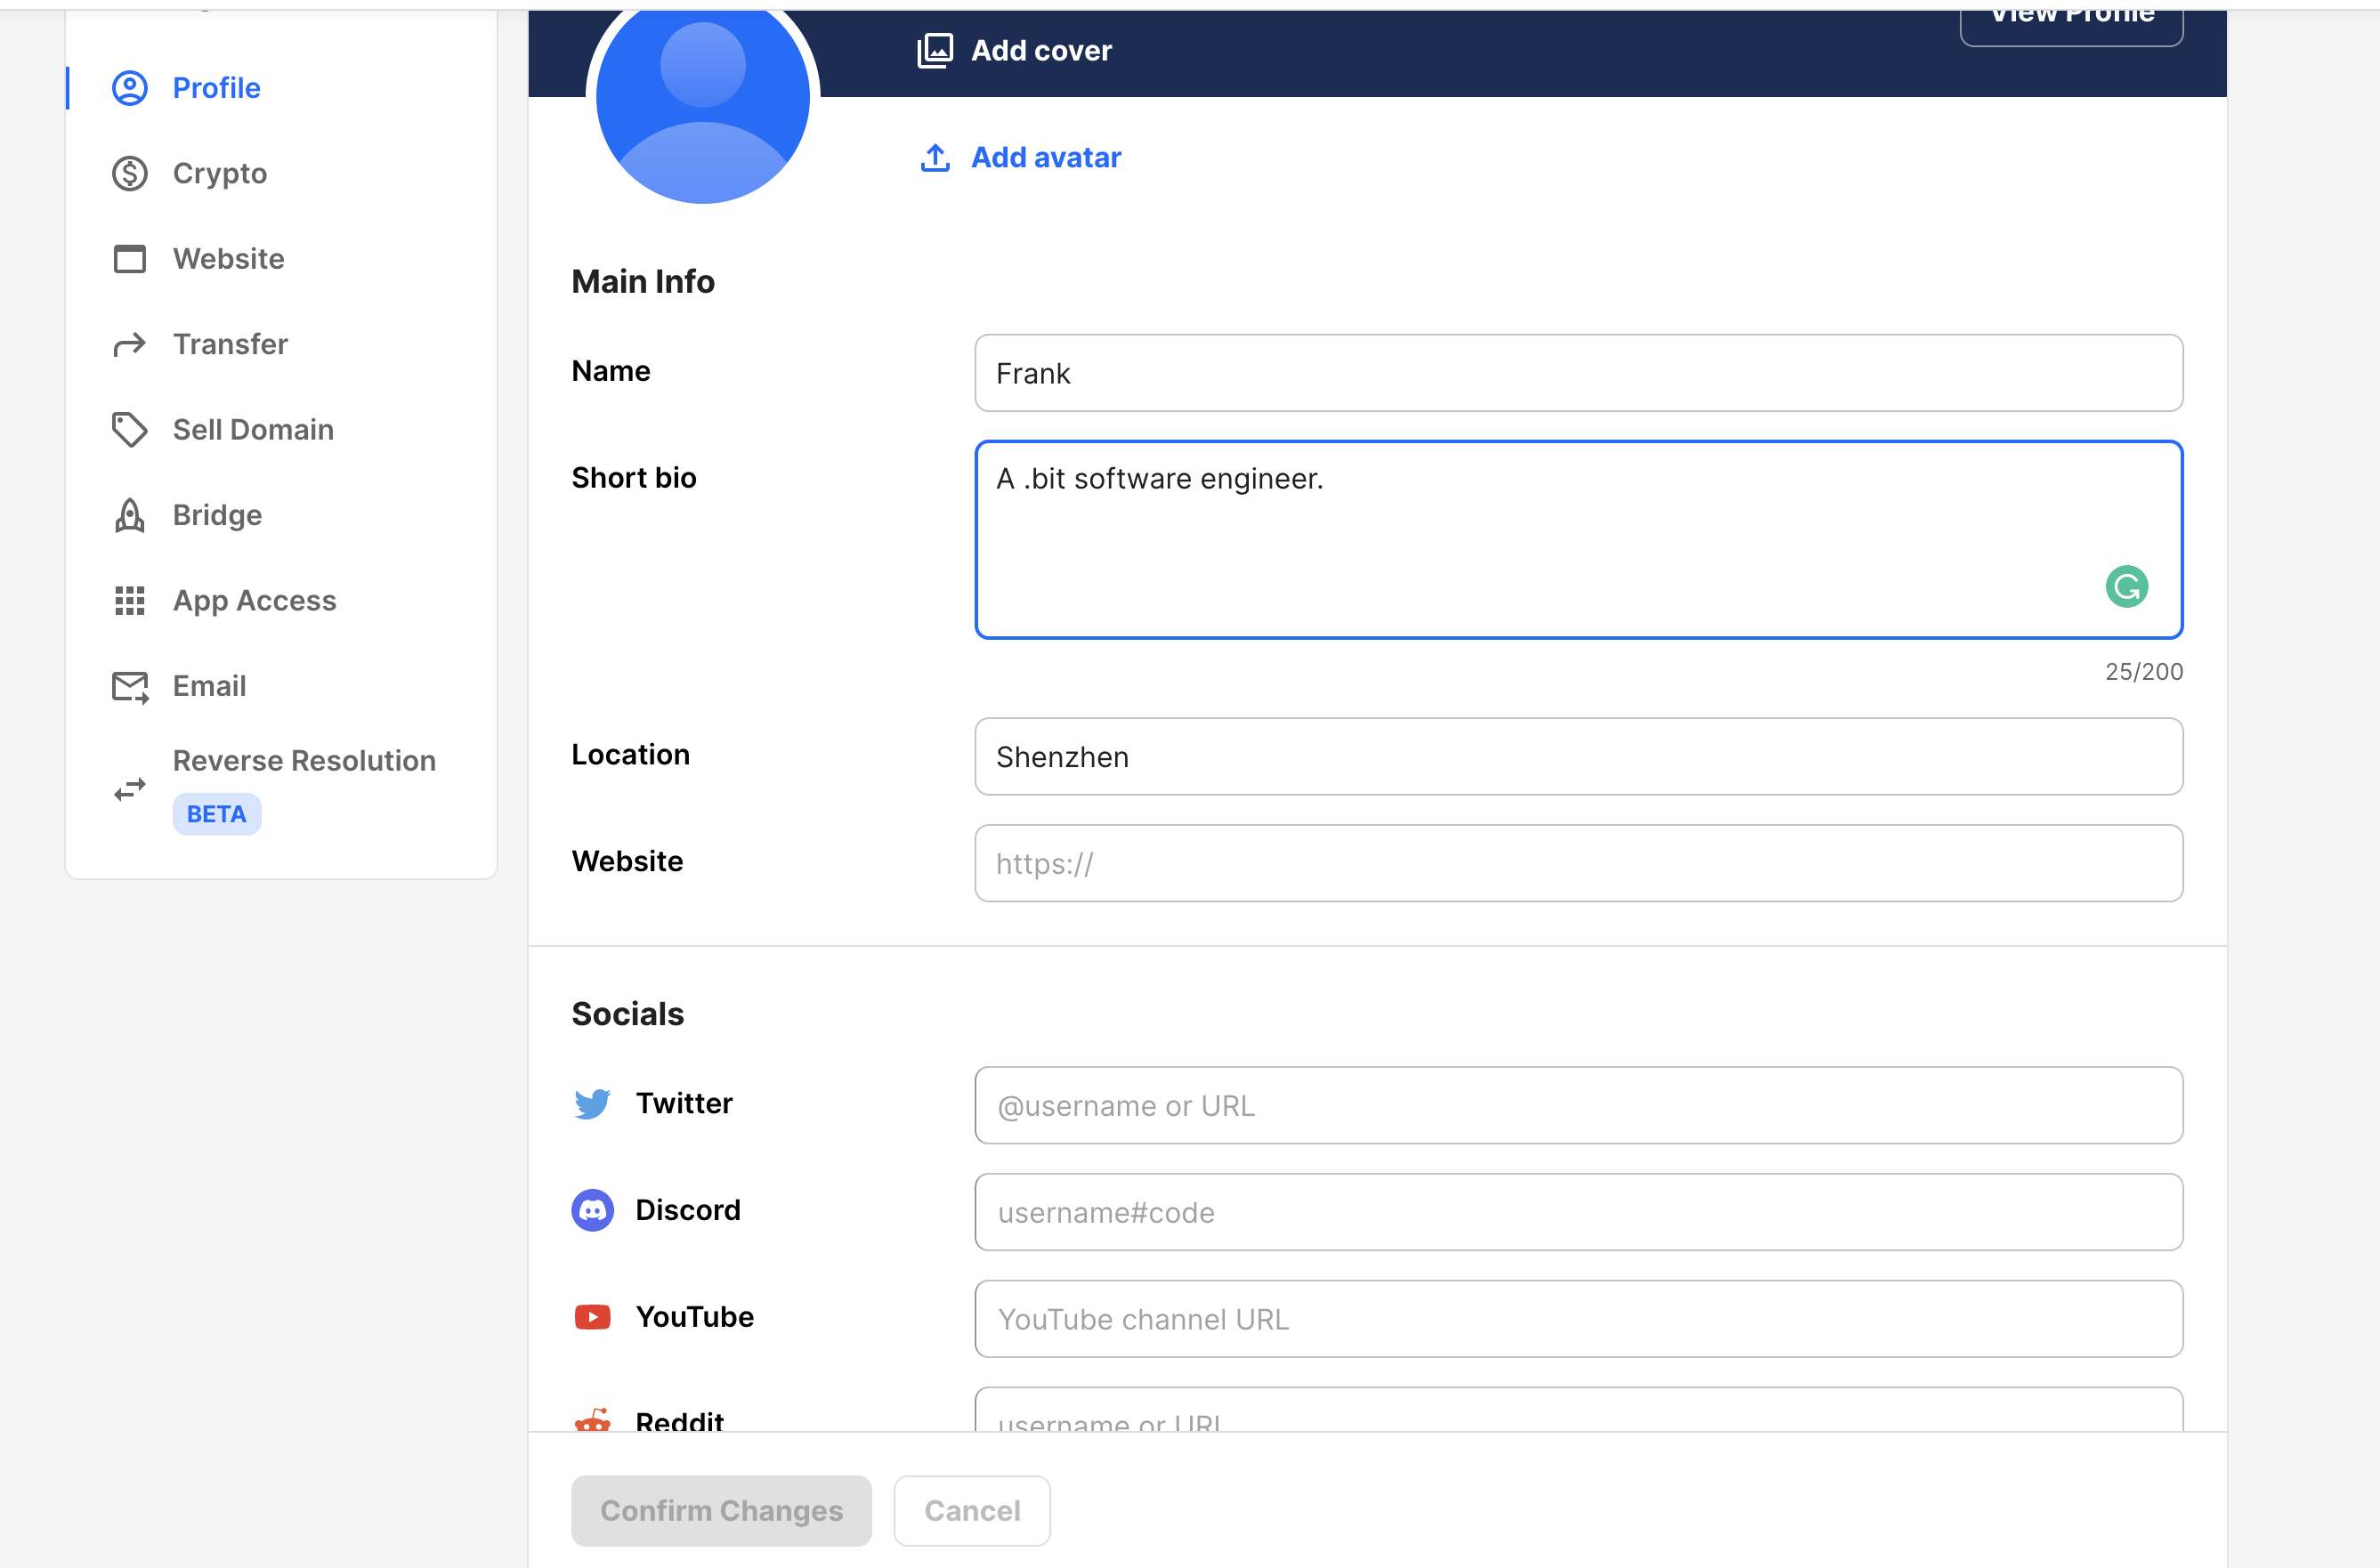 View Profile
Add cover
Add avatar
Profile
Crypto
Website
Transfer
Sell Domain
Bridge
App Access
Email
Reverse Resolution
BETA
Main Info
Name
Frank
Short bio
A .bit software engineer.
25/200
Location
Shenzhen
Website
https://
Socials
Twitter
@username or URL
Discord
username#code
YouTube
YouTube channel URL
Reddit
username or URL
Confirm Changes
Cancel